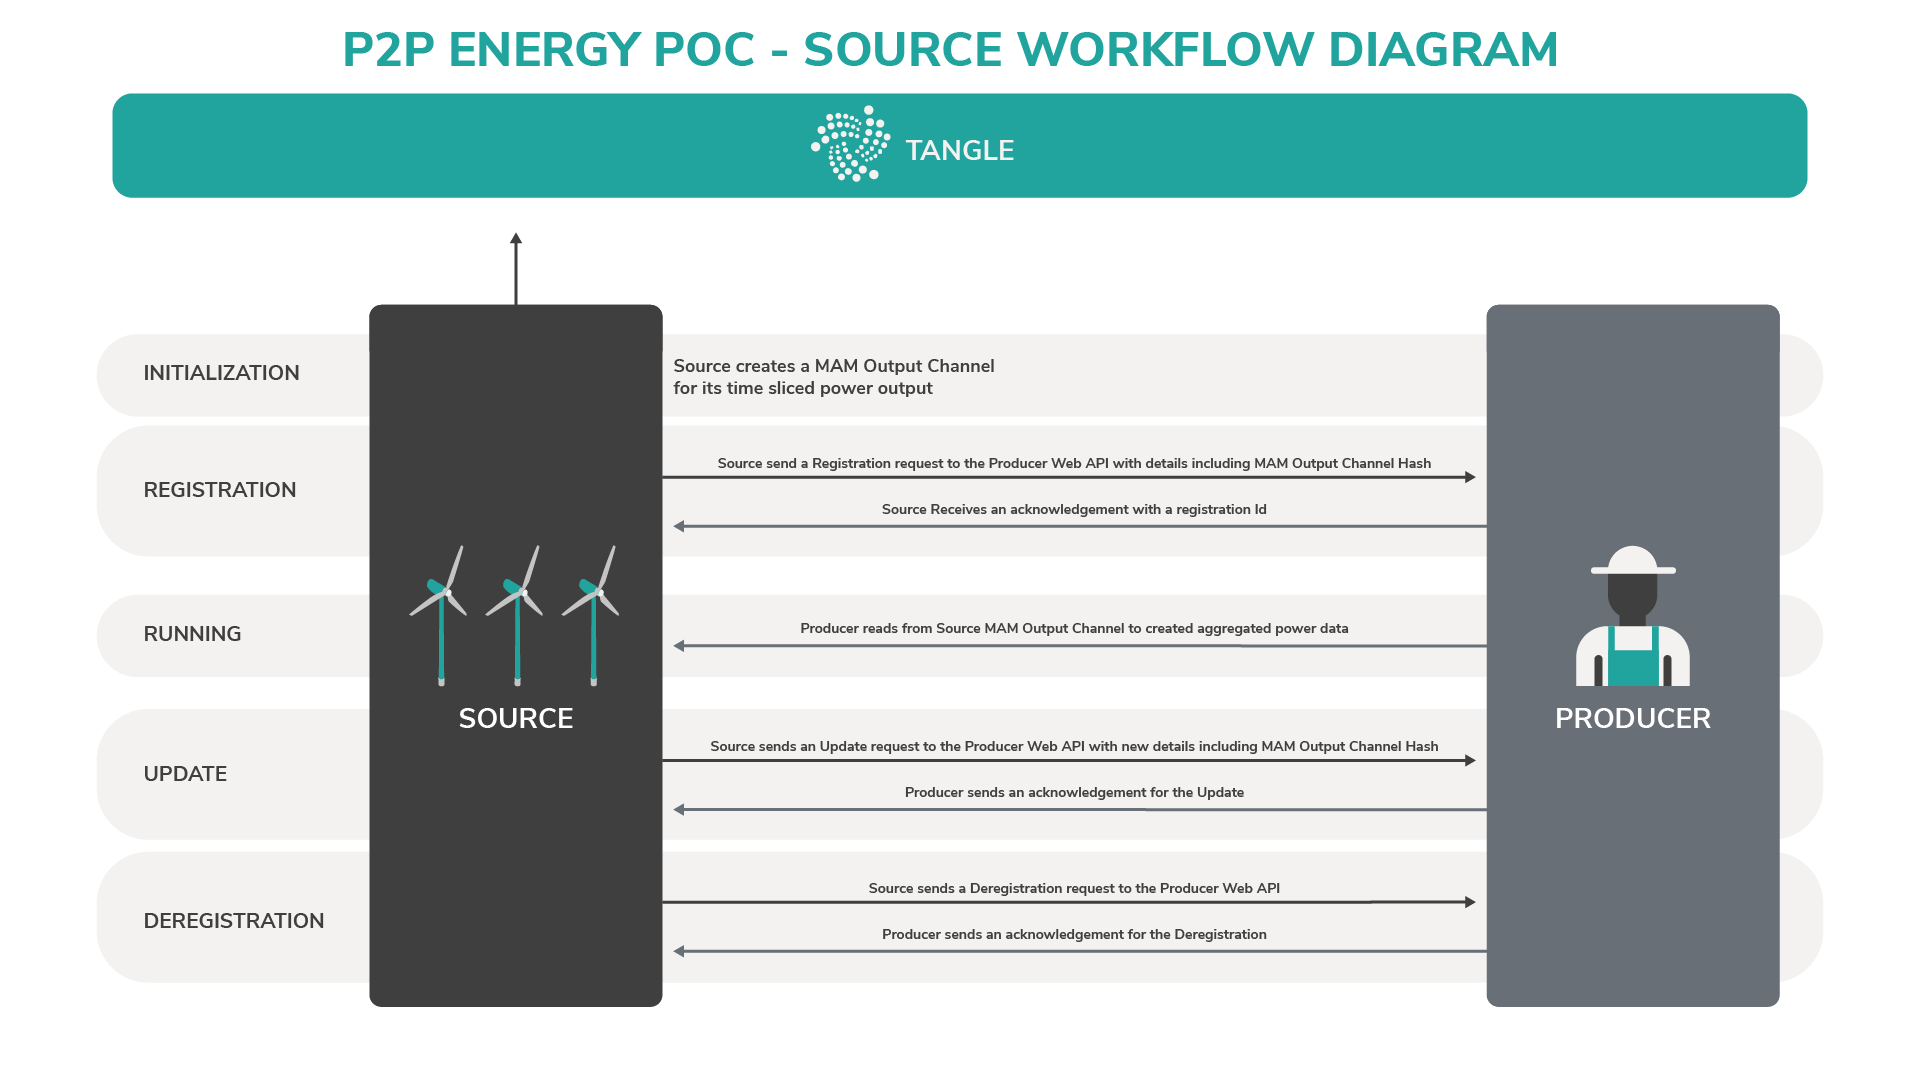 P2P ENERGY POC - SOURCE WORKFLOW DIAGRAM
TANGLE
INITIALIZATION
Source creates a MAM Output Channel
for its time sliced power output
REGISTRATION
Source send a Registration request to the Producer Web API with details including MAM Output Channel Hash
Source Receives an acknowledgement with a registration Id
RUNNING
Producer reads from Source MAM Output Channel to created aggregated power data
SOURCE
PRODUCER
UPDATE
Source sends an Update request to the Producer Web API with new details including MAM Output Channel Hash
Producer sends an acknowledgement for the Update
DEREGISTRATION
Source sends a Deregistration request to the Producer Web API
Producer sends an acknowledgement for the Deregistration